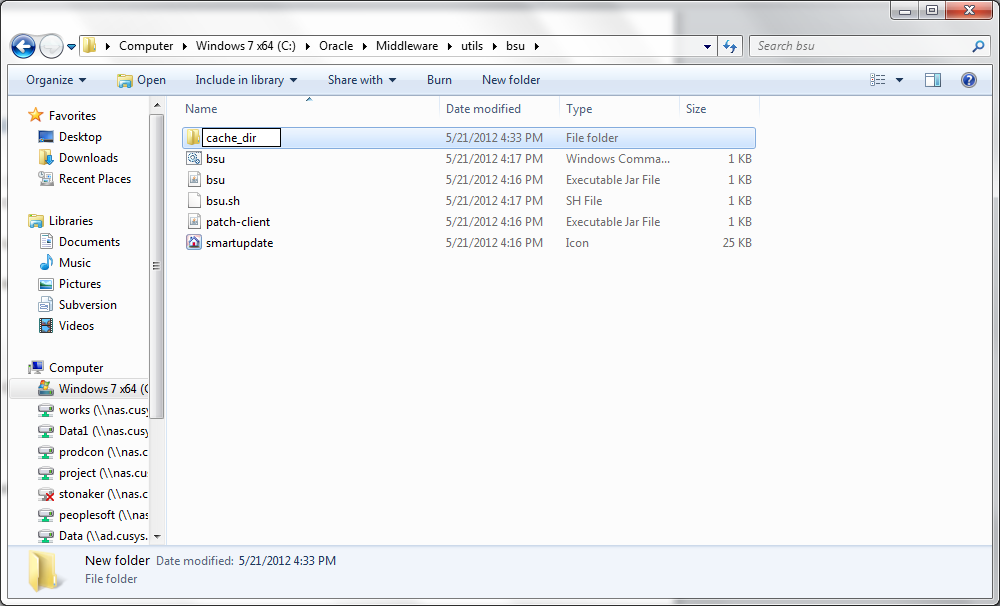 Computer Windows 7 x64 (C:) Oracle Middleware utils bsu
Search bsu
Organize Open Include in library Share with Burn New folder
Name Date modified Type Size
cache_dir 5/21/2012 4:33 PM File folder
bsu 5/21/2012 4:17 PM Windows Comma... 1 KB
bsu 5/21/2012 4:16 PM Executable Jar File 1 KB
bsu.sh 5/21/2012 4:16 PM SH File 1 KB
patch-client 5/21/2012 4:16 PM Executable Jar File 1 KB
smartupdate 5/21/2012 4:16 PM Icon 25 KB
Favorites
Desktop
Downloads
Recent Places
Libraries
Documents
Music
Pictures
Subversion
Videos
Computer
Windows 7 x64 (C
works (\\nas.cusy
Data1 (\\nas.cusy
prodcon (\\nas.c
project (\\nas.cu
stonaker (\\nas.c
peoplesoft (\\nas
Data (\\ad.cusys.
New folder Date modified: 5/21/2012 4:33 PM
File folder